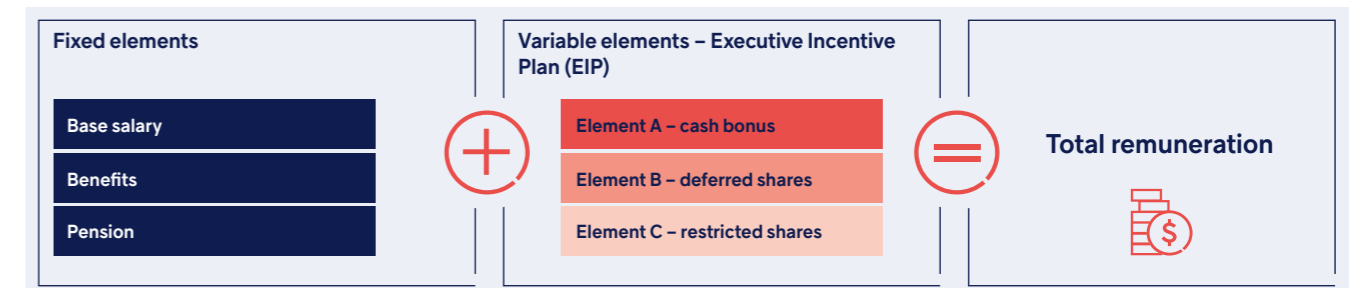 Fixed elements
Base salary
Benefits
Pension
Variable elements – Executive Incentive
Plan (EIP)
Element A – cash bonus
Element B – deferred shares
Element C – restricted shares
Total remuneration
$